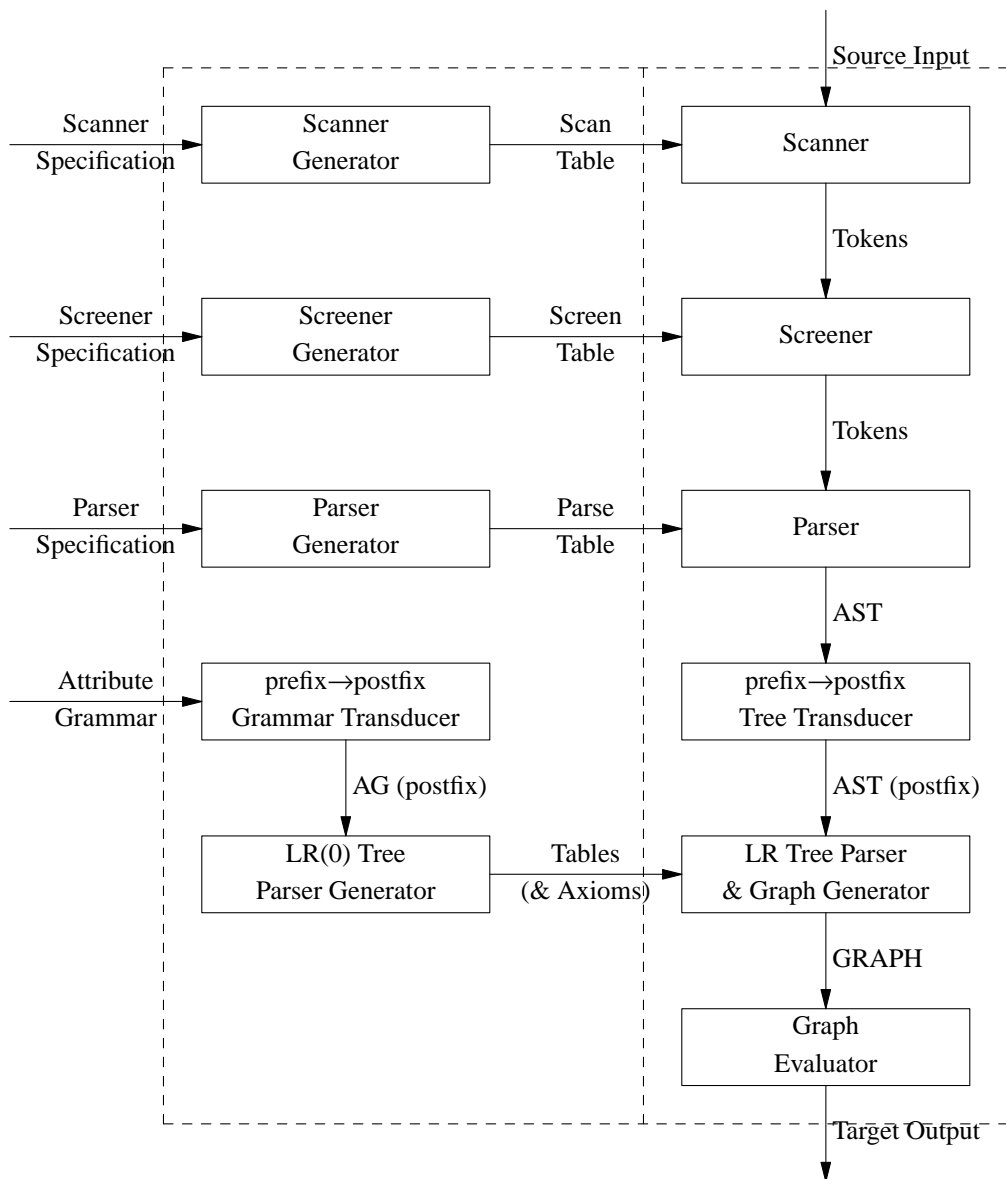 Source Input
Scanner
Specification
Scanner
Generator
Scan
Table
Scanner
Tokens
Screener
Specification
Screener
Generator
Screen
Table
Screener
Tokens
Parser
Specification
Parser
Generator
Parse
Table
Parser
AST
Attribute
Grammar
prefix→postfix
Grammar Transducer
prefix→postfix
Tree Transducer
AG (postfix)
AST (postfix)
LR(0) Tree
Parser Generator
Tables
(& Axioms)
LR Tree Parser
& Graph Generator
GRAPH
Graph
Evaluator
Target Output